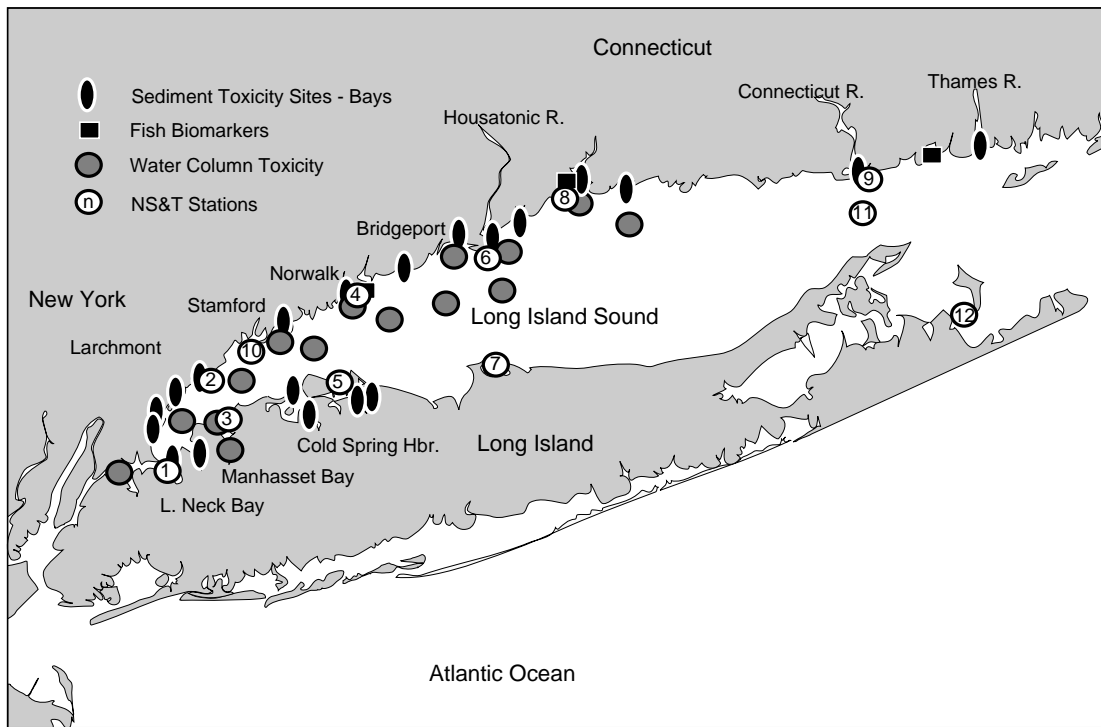 Connecticut
Thames R.
Connecticut R.
Sediment Toxicity Sites - Bays
Fish Biomarkers
Housatonic R.
Water Column Toxicity
n NS&T Stations
9
8
11
Bridgeport
6
Norwalk
4
New York
Stamford
Long Island Sound
12
Larchmont
10
7
2
5
3
Cold Spring Hbr.
Long Island
1
Manhasset Bay
L. Neck Bay
Atlantic Ocean